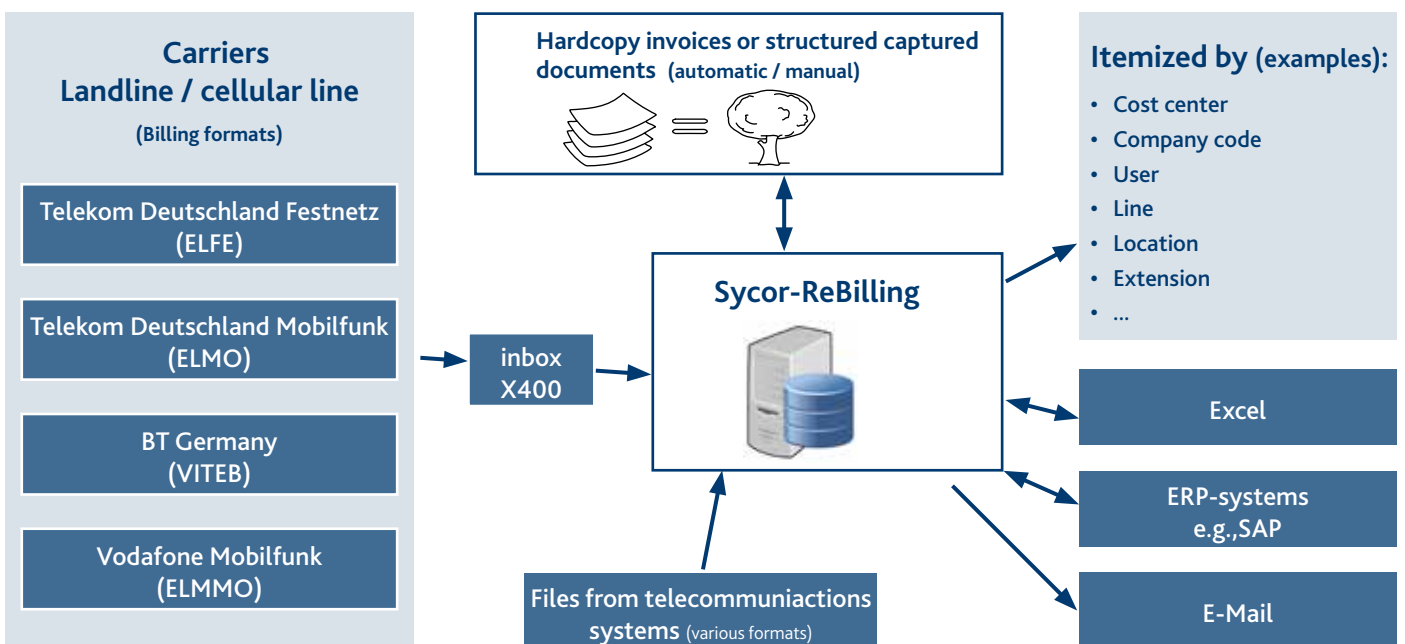 Carriers
Landline / cellular line
(Billing formats)
Telekom Deutschland Festnetz
(ELFE)
Telekom Deutschland Mobilfunk
(ELMO)
BT Germany
(VITEB)
Vodafone Mobilfunk
(ELMMO)
inbox
X400
Hardcopy invoices or structured captured
documents (automatic / manual)
Sycor-ReBilling
Files from telecommuniactions
systems (various formats)
Itemized by (examples):
• Cost center
• Company code
• User
• Line
• Location
• Extension
• ...
Excel
ERP-systems
e.g.,SAP
E-Mail